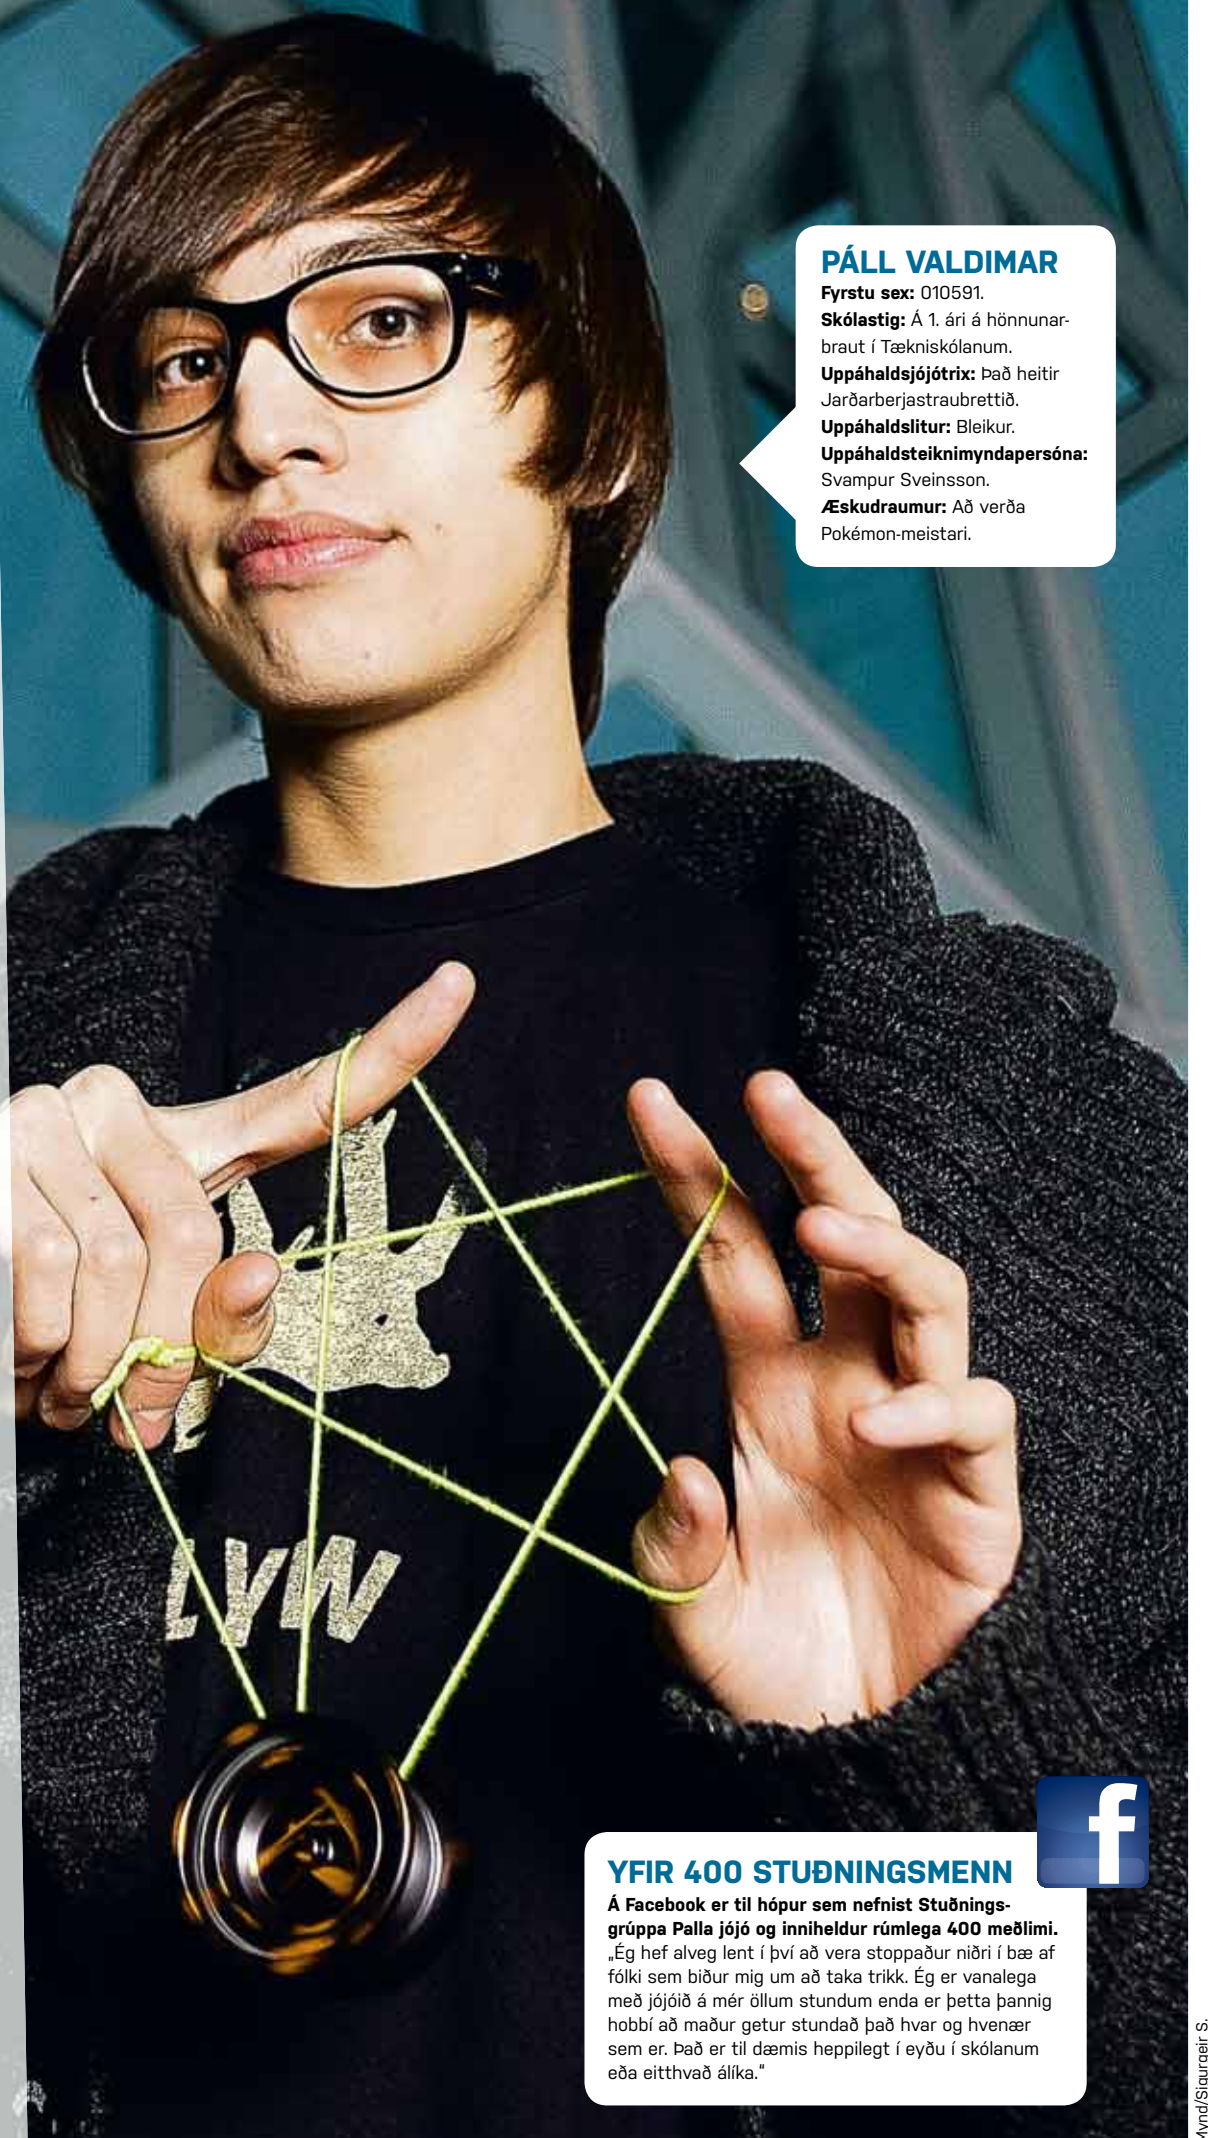 PÁLL VALDIMAR
Fyrstu sex: 010591.
Skólastig: Á 1. ári á hönnunar-
braut í Tækniskólanum.
Uppáhaldsjójótrix: Það heitir
Jarðarberjastraubrettið.
Uppáhaldslitur: Bleikur.
Uppáhaldsteiknimyndapersóna:
Svampur Sveinsson.
Æskudraumur: Að verða
Pokémon-meistari.
LYW
f
YFIR 400 STUÐNINGSMENN
Á Facebook er til hópur sem nefnist Stuðnings-
grúppa Palla jójó og inniheldur rúmlega 400 meðlimi.
„Ég hef alveg lent í því að vera stoppaður niðri í bæ af
fólki sem biður mig um að taka trikk. Ég er vanalega
með jójóið á mér öllum stundum enda er þetta þannig
hobbí að maður getur stundað það hvar og hvenær
sem er. Það er til dæmis heppilegt í eyðu í skólanum
eða eitthvað álíka."
Mynd/Sigurgeir S.